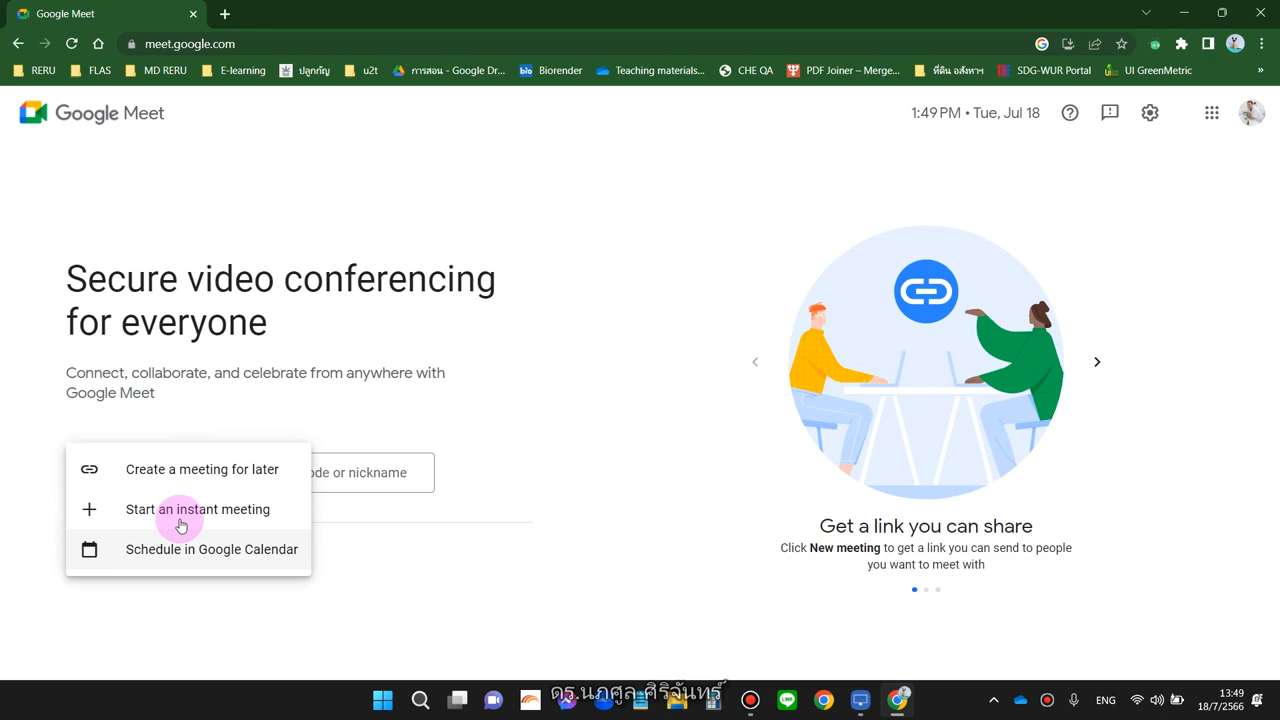 Google Meet
meet.google.com
RERU
FLAS
MD RERU
E-learning
ปลูกกัญ
u2t
การสอน - Google Dr...
Biorender
Teaching materials...
CHE QA
PDF Joiner – Merge...
ที่ดิน อสังหาฯ
SDG-WUR Portal
UI GreenMetric
»
Google Meet
1:49 PM • Tue, Jul 18
Secure video conferencing
for everyone
Connect, collaborate, and celebrate from anywhere with
Google Meet
Create a meeting for later
ode or nickname
Start an instant meeting
Schedule in Google Calendar
Get a link you can share
Click New meeting to get a link you can send to people
you want to meet with
ดร.นภศูล ศิริจันทร์
ENG
13:49
18/7/2566